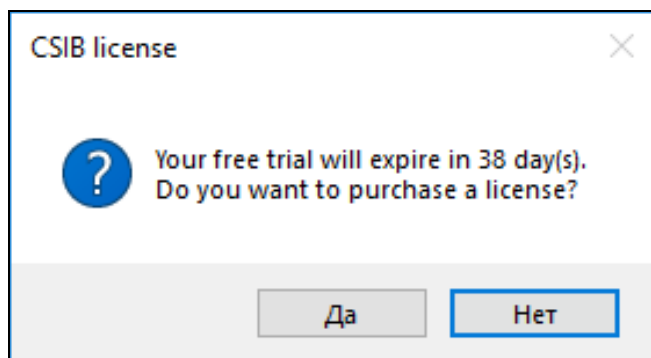 CSIB license
Your free trial will expire in 38 day(s).
Do you want to purchase a license?
Да
Нет